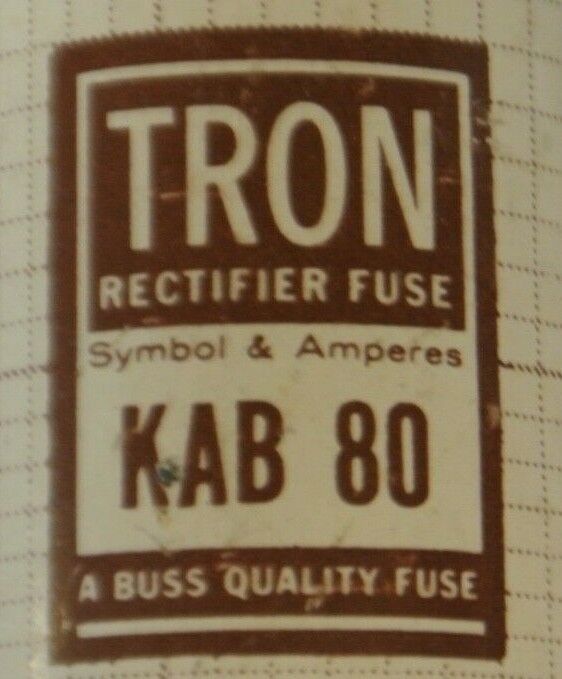 TRON
RECTIFIER FUSE
Symbol & Amperes
KAB 80
A BUSS QUALITY FUSE